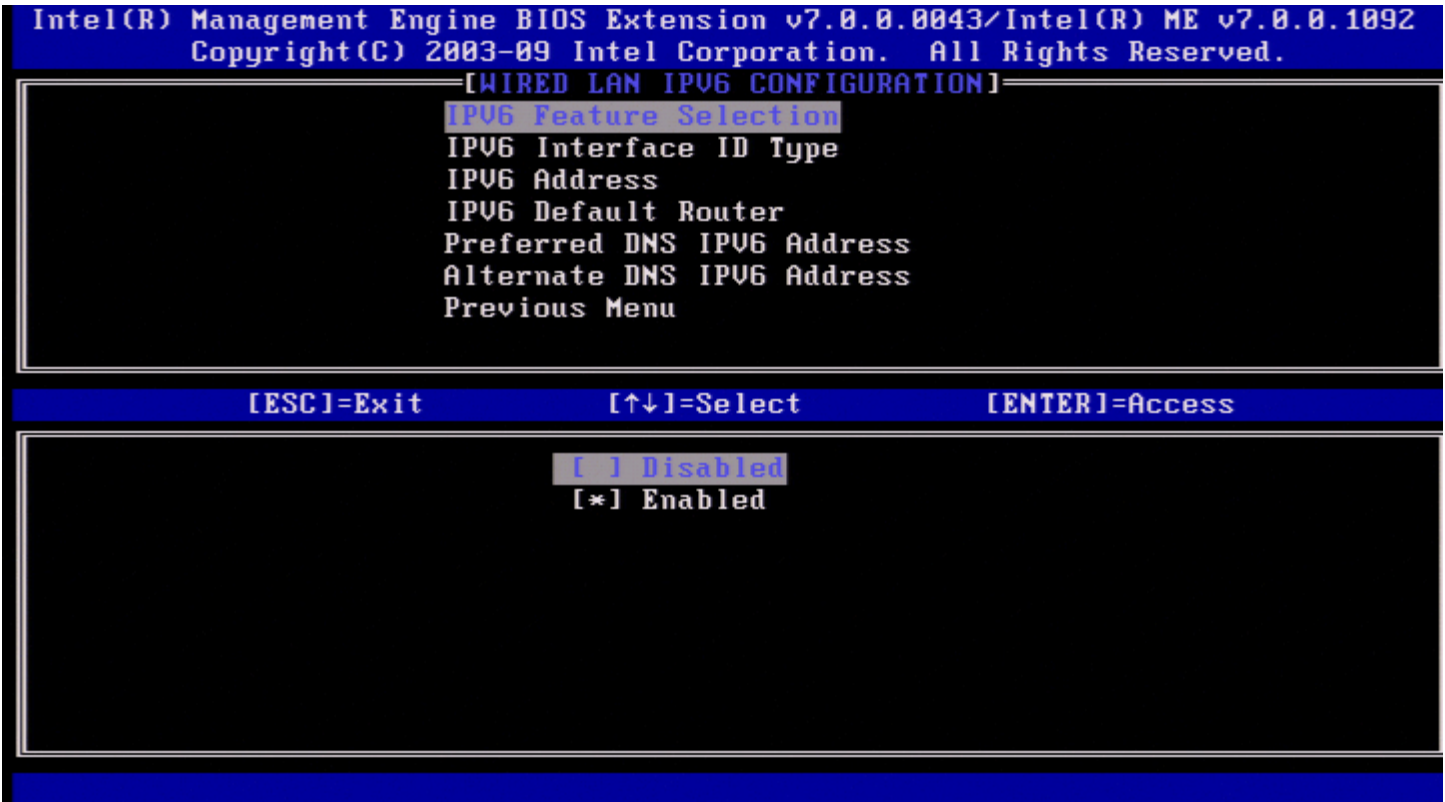 Intel(R) Management Engine BIOS Extension v7.0.0.0043/Intel(R) ME v7.0.0.1092
Copyright(C) 2003-09 Intel Corporation. All Rights Reserved.
[WIRED LAN IPV6 CONFIGURATION]
IPV6 Feature Selection
IPV6 Interface ID Type
IPV6 Address
IPV6 Default Router
Preferred DNS IPV6 Address
Alternate DNS IPV6 Address
Previous Menu
[ESC]=Exit [↑↓]=Select [ENTER]=Access
[ ] Disabled
[*] Enabled